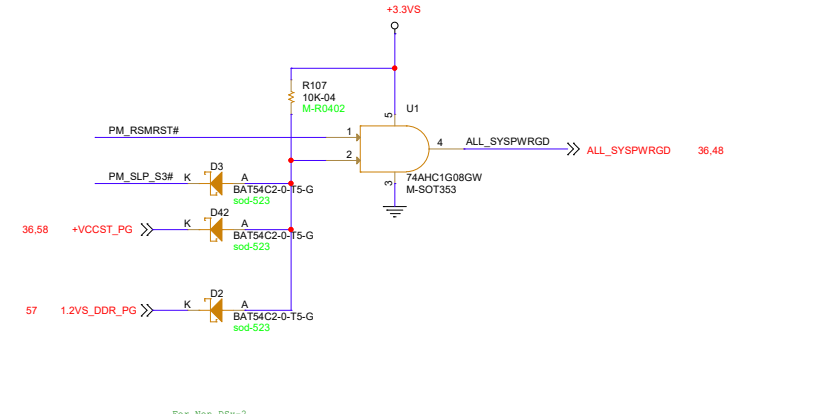 +3.3VS
R107
10K-04
M-R0402
U1
5
PM_RSMRST#
1
4
ALL_SYSPWRGD
ALL_SYSPWRGD
36,48
2
3
74AHC1G08GW
M-SOT353
PM_SLP_S3#
K
D3
A
BAT54C2-0-T5-G
sod-523
36,58
+VCCST_PG
K
D42
A
BAT54C2-0-T5-G
sod-523
57
1.2VS_DDR_PG
K
D2
A
BAT54C2-0-T5-G
sod-523
For Non